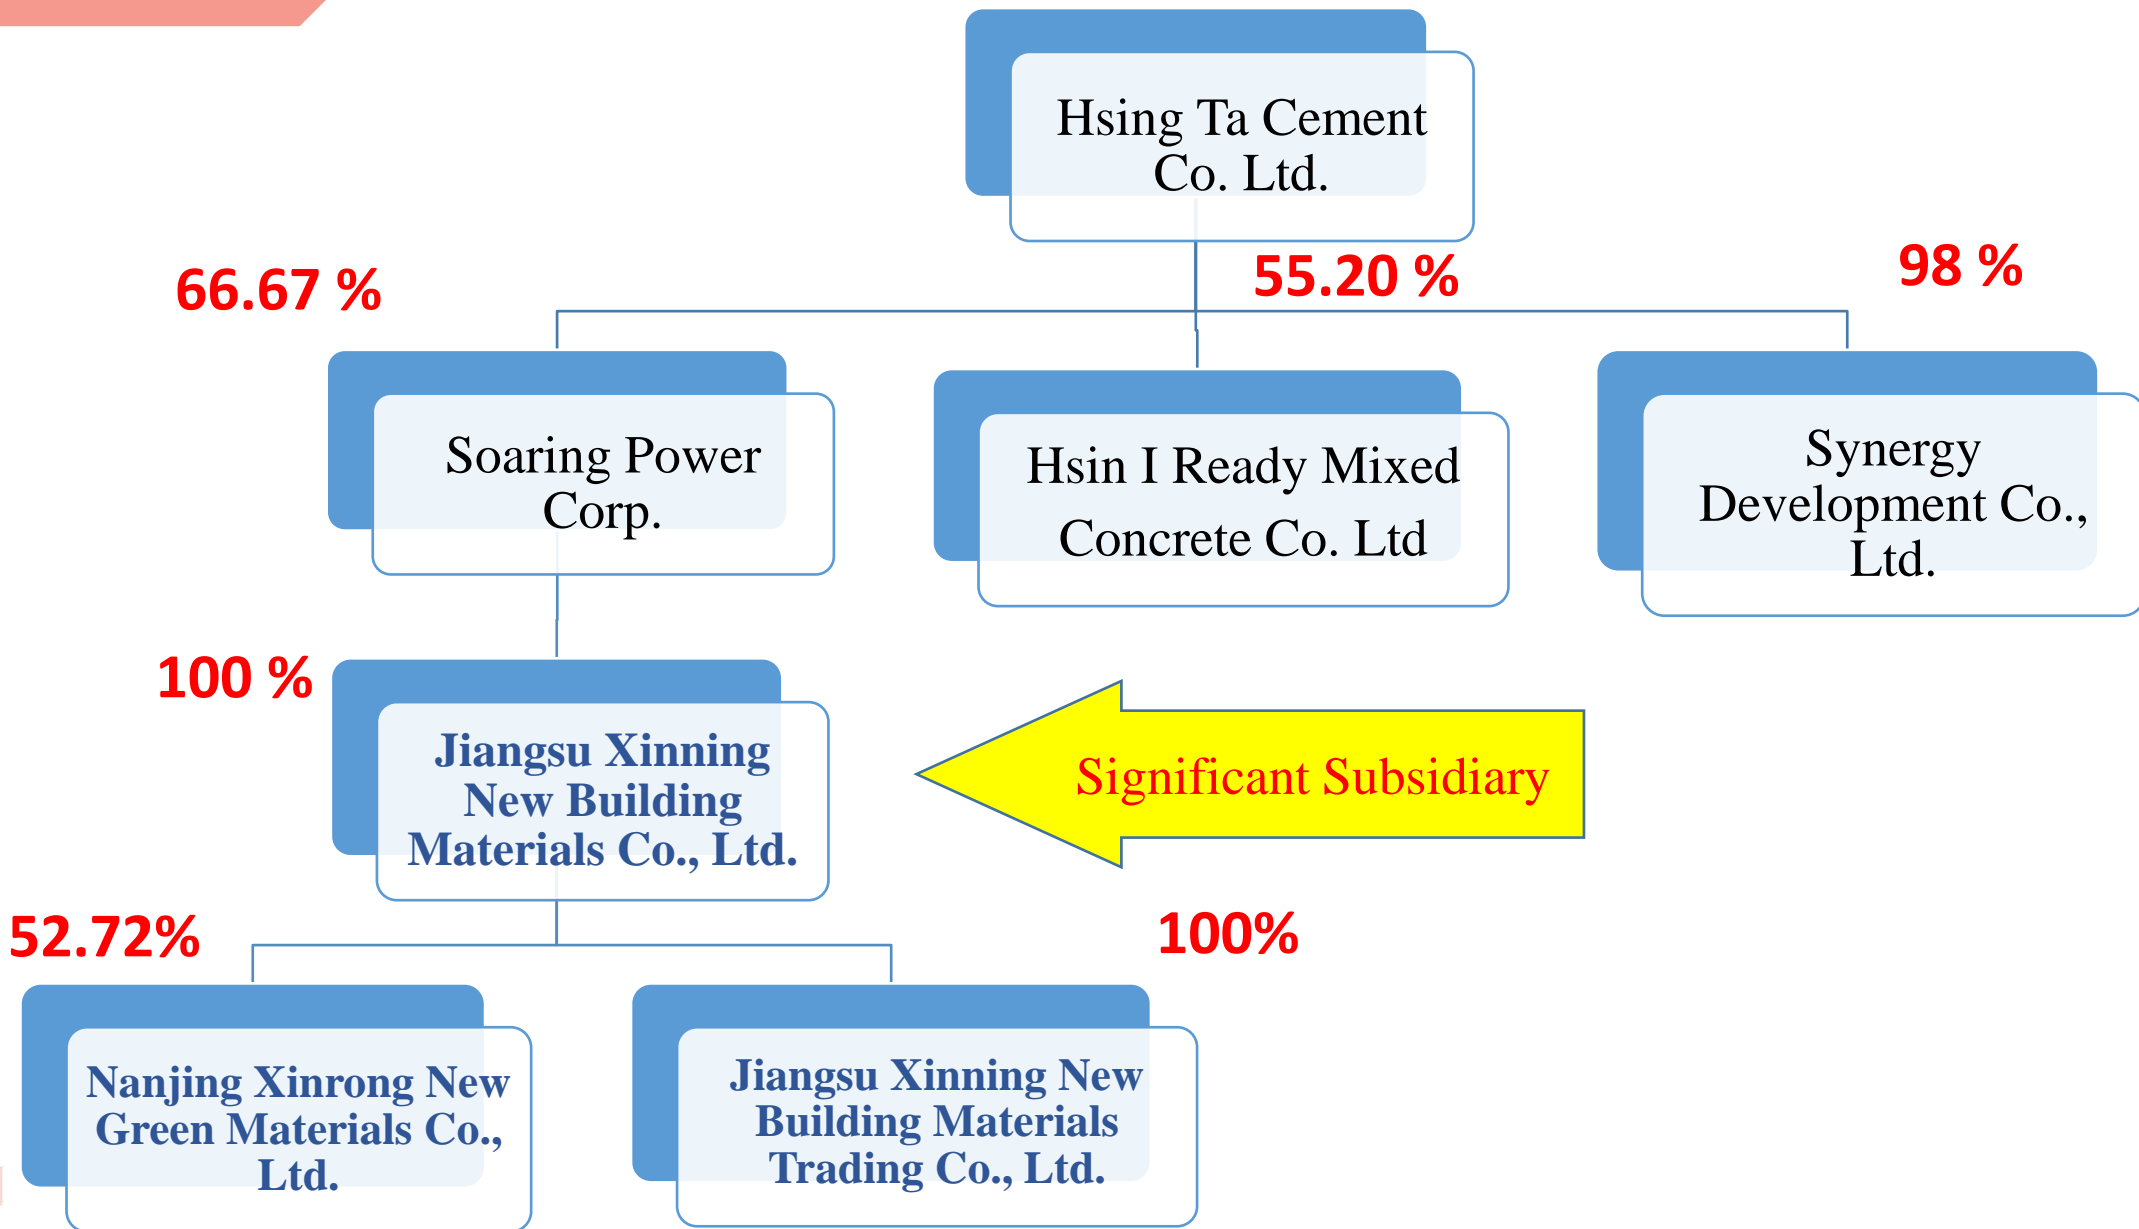 Hsing Ta Cement
Co. Ltd.
66.67 %
55.20 %
98 %
Soaring Power
Corp.
Hsin I Ready Mixed
Concrete Co. Ltd
Synergy
Development Co.,
Ltd.
100 %
Jiangsu Xinning
New Building
Materials Co., Ltd.
Significant Subsidiary
52.72%
100%
Nanjing Xinrong New
Green Materials Co.,
Ltd.
Jiangsu Xinning New
Building Materials
Trading Co., Ltd.